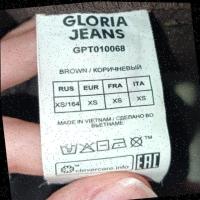 GLORIA
JEANS
GPT010068
BROWN / КОРИЧНЕВЫЙ
RUS EUR FRA ITA
XS/164 XS XS XS
MADE IN VIETNAM / СДЕЛАНО ВО
ВЬЕТНАМЕ
clevercare.info EAC